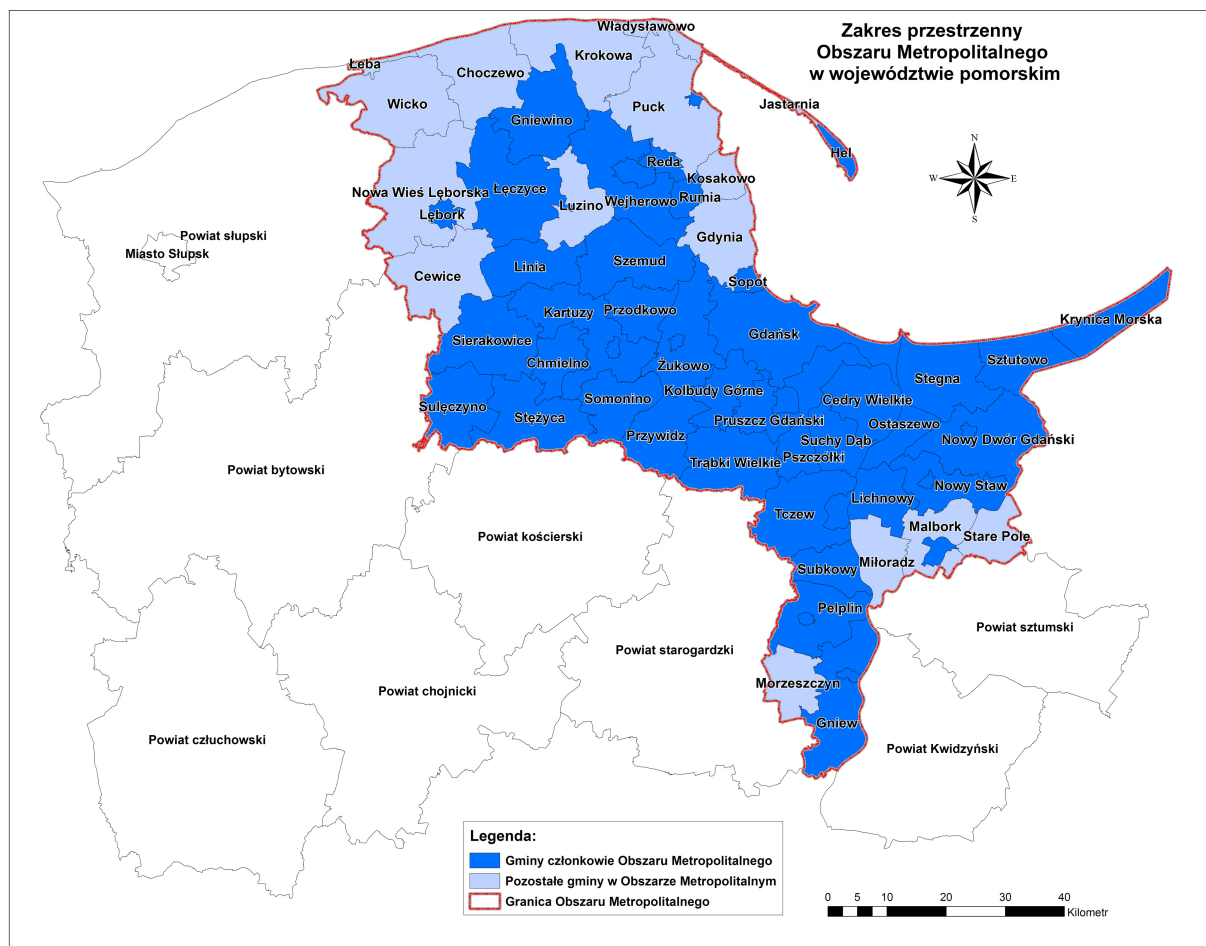 Zakres przestrzenny
Obszaru Metropolitalnego
w województwie pomorskim
Władysławowo
Krokowa
Łeba
Choczewo
Wicko
Puck
Jastarnia
Gniewino
Hel
Reda
Kosakowo
Nowa Wieś Lęborska
Łęczyce
Luzino
Wejherowo
Rumia
Lębork
N
W
E
S
Powiat słupski
Miasto Słupsk
Gdynia
Cewice
Linia
Szemud
Sopot
Kartuzy
Przodkowo
Krynica Morska
Sierakowice
Gdańsk
Chmielno
Żukowo
Sztutowo
Stegna
Kolbudy Górne
Sulęczyno
Somonino
Cedry Wielkie
Stężyca
Pruszcz Gdański
Ostaszewo
Przywidz
Suchy Dąb
Nowy Dwór Gdański
Trąbki Wielkie
Pszczółki
Powiat bytowski
Nowy Staw
Lichnowy
Tczew
Malbork
Powiat kościerski
Stare Pole
Miłoradz
Subkowy
Pelplin
Powiat sztumski
Powiat starogardzki
Morzeszczyn
Powiat chojnicki
Gniew
Powiat człuchowski
Powiat Kwidzyński
Legenda:
Gminy członkowie Obszaru Metropolitalnego
Pozostałe gminy w Obszarze Metropolitalnym
Granica Obszaru Metropolitalnego
0 5 10 20 30 40
Kilometr